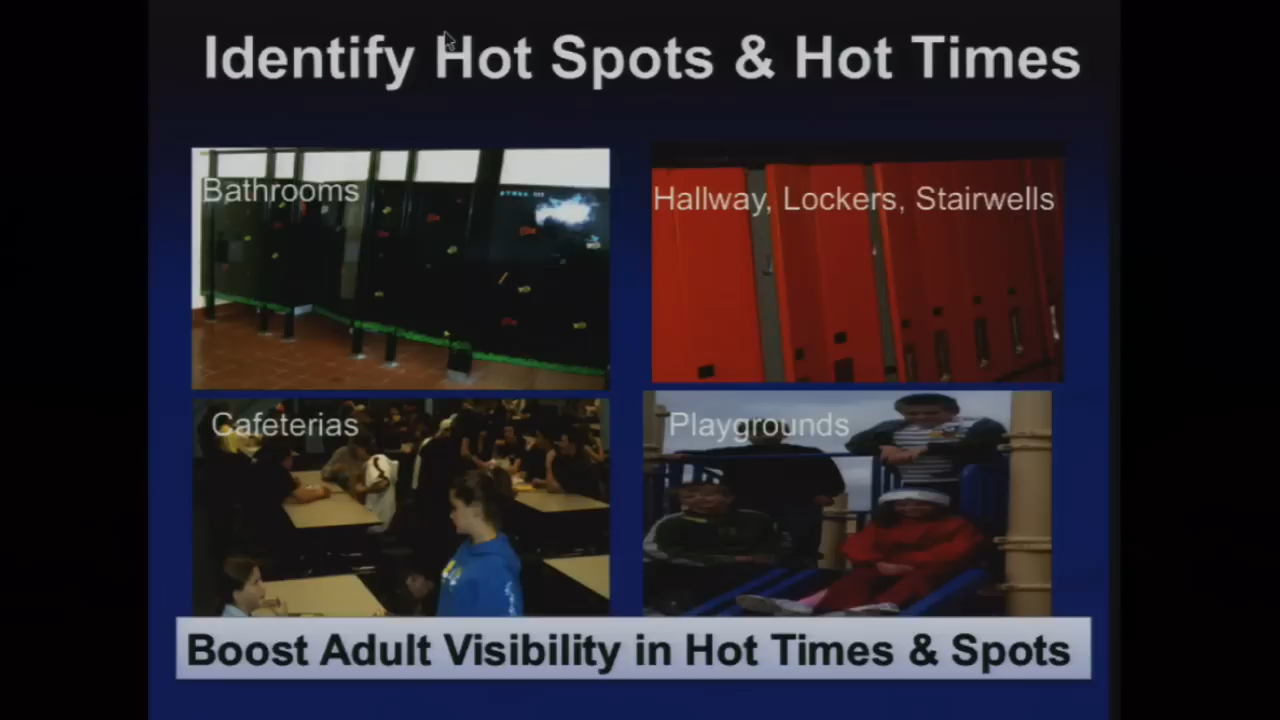 Identify Hot Spots & Hot Times
Bathrooms
Hallway, Lockers, Stairwells
Cafeterias
Playgrounds
Boost Adult Visibility in Hot Times & Spots